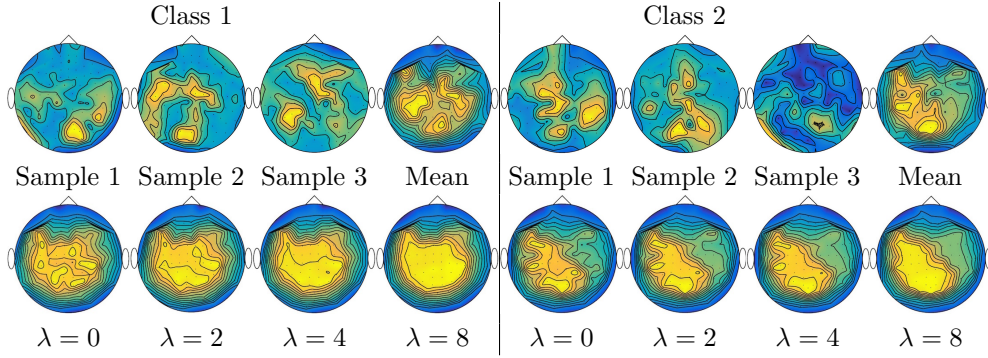 Class 1 Class 2
Sample 1 Sample 2 Sample 3 Mean Sample 1 Sample 2 Sample 3 Mean
λ = 0 λ = 2 λ = 4 λ = 8 λ = 0 λ = 2 λ = 4 λ = 8